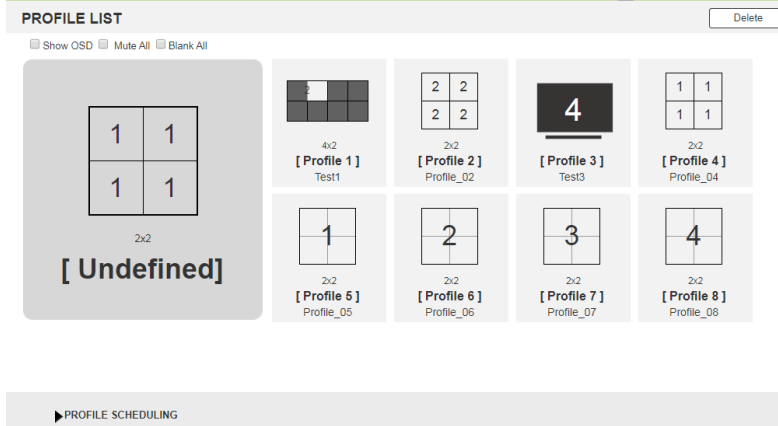 PROFILE LIST
Delete
Show OSD Mute All Blank All
1 1
1 1
2x2
[ Undefined]
2
4x2
[ Profile 1 ]
Test1
2 2
2 2
2x2
[ Profile 2 ]
Profile_02
4
[ Profile 3 ]
Test3
1 1
1 1
2x2
[ Profile 4 ]
Profile_04
1
2x2
[ Profile 5 ]
Profile_05
2
2x2
[ Profile 6 ]
Profile_06
3
2x2
[ Profile 7 ]
Profile_07
4
2x2
[ Profile 8 ]
Profile_08
PROFILE SCHEDULING